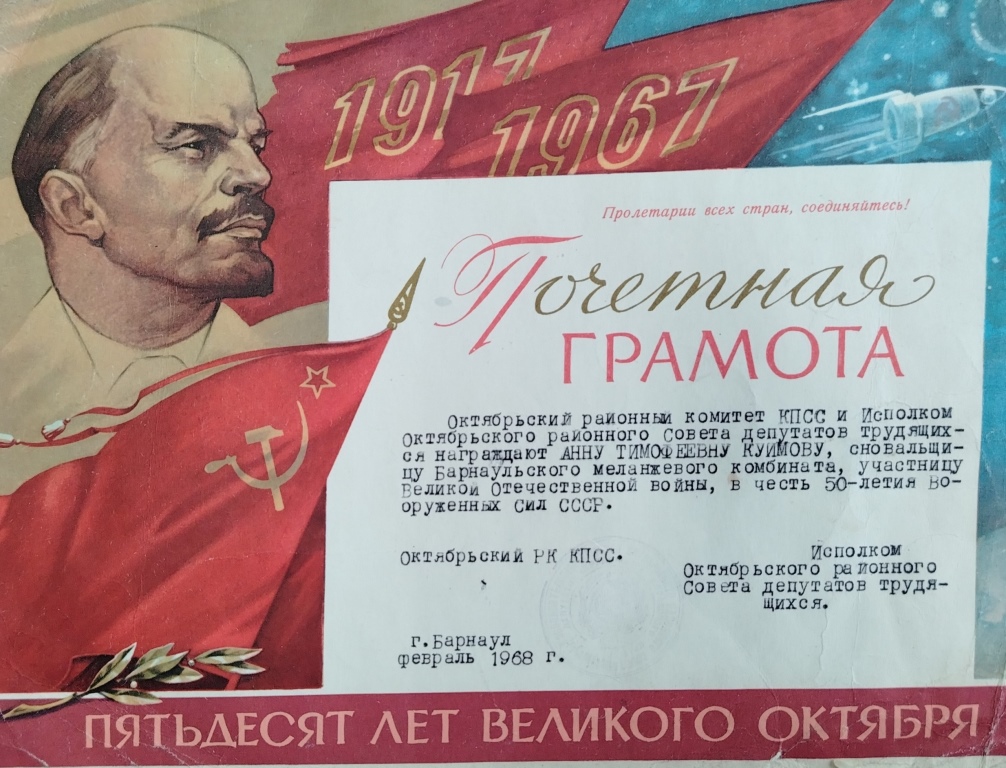 1917
1967
Пролетарии всех стран, соединяйтесь!
Почетная
ГРАМОТА
Октябрьский районный комитет КПСС и Исполком
Октябрьского районного Совета депутатов трудящих-
ся награждают АННУ ТИМОФЕЕВНУ КУИМОВУ, сновальщи-
цу Барнаульского меланжевого комбината, участницу
Великой Отечественной войны, в честь 50-летия Во-
оруженных Сил СССР.
Октябрьский РК КПСС.
Исполком
Октябрьского районного
Совета депутатов трудя-
щихся.
г.Барнаул
февраль 1968 г.
ПЯТЬДЕСЯТ ЛЕТ ВЕЛИКОГО ОКТЯБРЯ